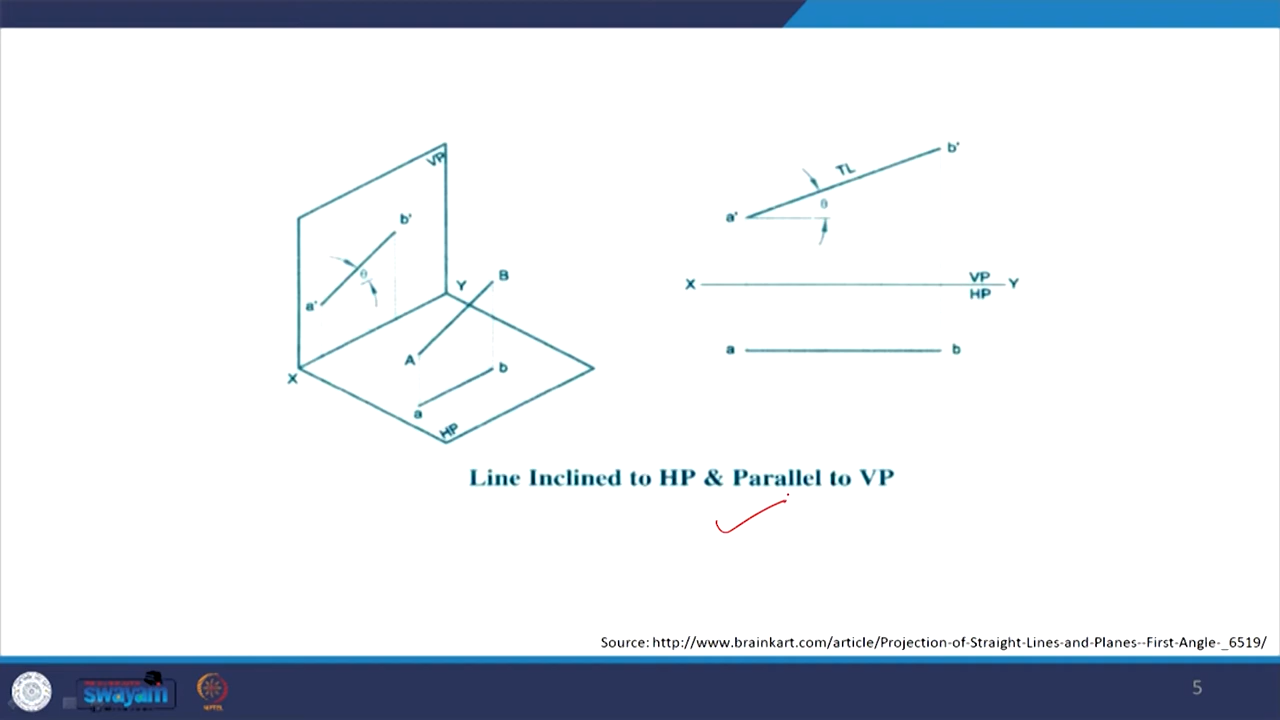 VP
b'
θ
a'
Y
B
A
X
b
a
HP
TL
b'
θ
a'
X
VP
HP
Y
a
b
Line Inclined to HP & Parallel to VP
Source: http://www.brainkart.com/article/Projection-of-Straight-Lines-and-Planes--First-Angle-_6519/
swayam
5